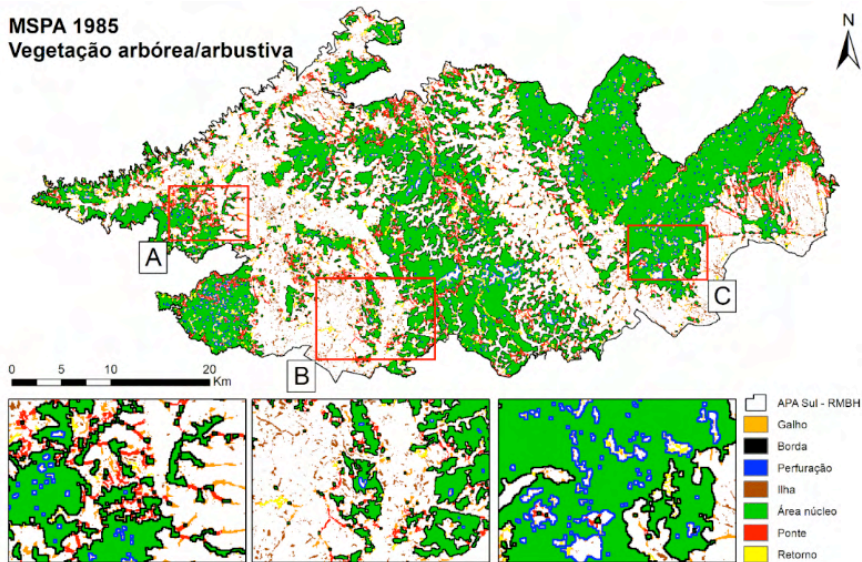 MSPA 1985
Vegetação arbórea/arbustiva
N
A
B
C
0 5 10 20
Km
APA Sul - RMBH
Galho
Borda
Perfuração
Ilha
Área núcleo
Ponte
Retorno